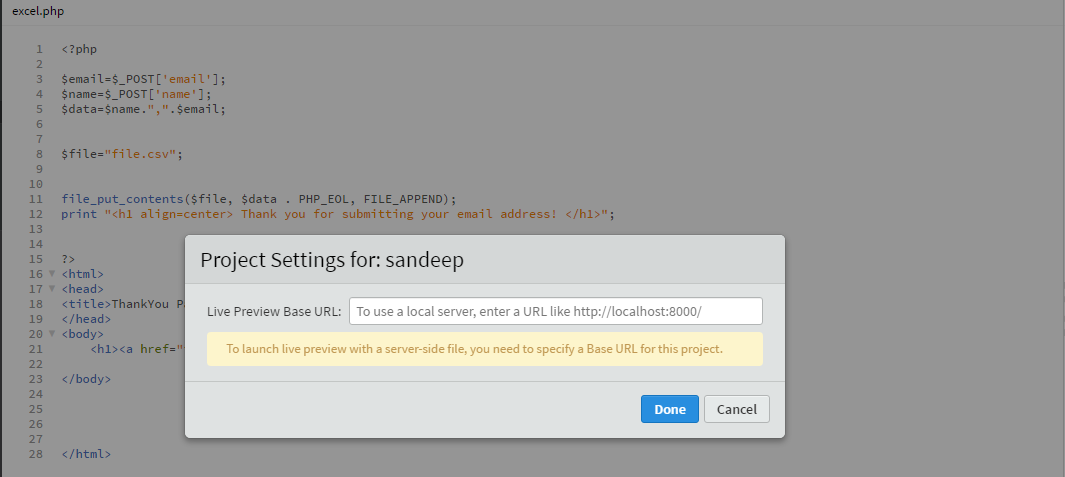 excel.php
1 <?php
2
3 $email=$_POST['email'];
4 $name=$_POST['name'];
5 $data=$name.",".$email;
6
7
8 $file="file.csv";
9
10
11 file_put_contents($file, $data . PHP_EOL, FILE_APPEND);
12 print "<h1 align=center> Thank you for submitting your email address! </h1>";
13
14
15 ?>
16 <html>
17 <head>
18 <title>ThankYou P
19 </head>
20 <body>
21 <h1><a href="
22
23 </body>
24
25
26
27
28 </html>
Project Settings for: sandeep
Live Preview Base URL: To use a local server, enter a URL like http://localhost:8000/
To launch live preview with a server-side file, you need to specify a Base URL for this project.
Done Cancel